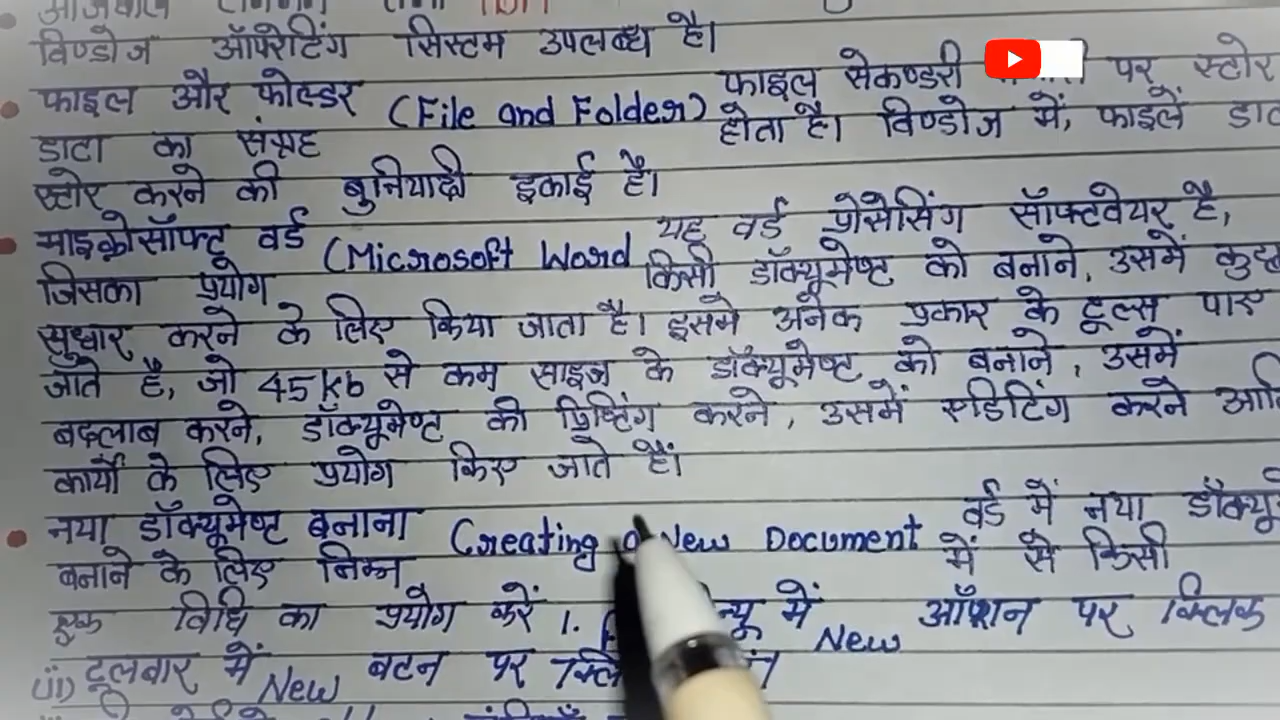 विण्डोज ऑपरेटिंग सिस्टम उपलब्ध है।
फाइल और फोल्डर (File and Folder) फाइल सेकण्डरी पर स्टोर
डाटा का संग्रह होता है। विण्डोज में, फाइलें
स्टोर करने की बुनियादी इकाई है।
माइक्रोसॉफ्ट वर्ड (Microsoft Word यह वर्ड प्रोसेसिंग सॉफ्टवेयर है,
जिसका प्रयोग किसी डॉक्यूमेण्ट को बनाने, उसमें
सुधार करने के लिए किया जाता है। इसमे अनेक प्रकार के टूल्स पाए
जाते है, जो 45kb से कम साइज के डॉक्यूमेण्ट को बनाने, उसमें
बदलाब करने, डॉक्यूमेण्ट की प्रिण्टिंग करने, उसमें एडिटिंग करने
कार्यों के लिए प्रयोग किए जाते हैं।
नया डॉक्यूमेण्ट बनाना Creating a New Document वर्ड में नया
बनाने के लिए निम्न में से किसी
एक विधि का प्रयोग करें 1. में New ऑप्शन पर क्लिक
(ii) टूलबार में New बटन पर